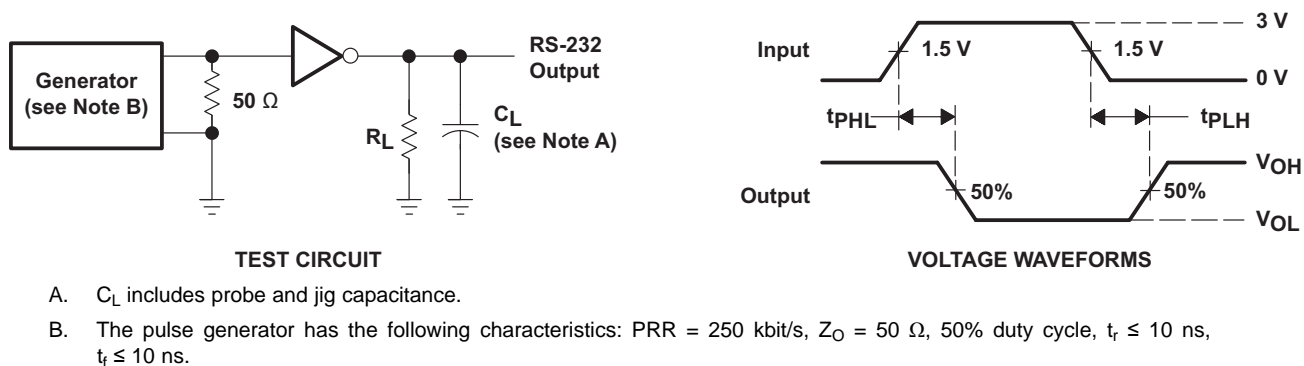 Generator
(see Note B)
50 Ω
RS-232
Output
RL
CL
(see Note A)
TEST CIRCUIT
3 V
Input
1.5 V
1.5 V
0 V
tPHL
tPLH
VOH
Output
50%
50%
VOL
VOLTAGE WAVEFORMS
A. CL includes probe and jig capacitance.
B. The pulse generator has the following characteristics: PRR = 250 kbit/s, ZO = 50 Ω, 50% duty cycle, tr ≤ 10 ns,
tf ≤ 10 ns.